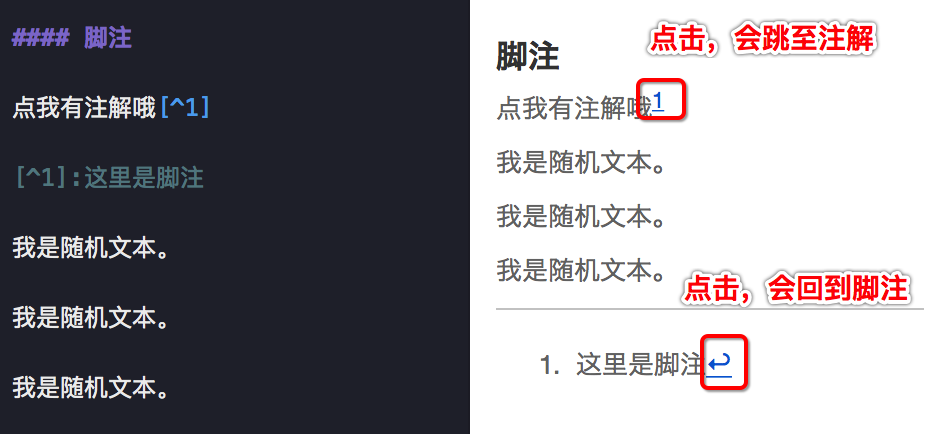 #### 脚注
点我有注解哦[^1]
[^1]:这里是脚注
我是随机文本。
我是随机文本。
我是随机文本。
点击，会跳至注解
脚注
点我有注解哦1
我是随机文本。
我是随机文本。
我是随机文本。
点击，会回到脚注
1. 这里是脚注↩